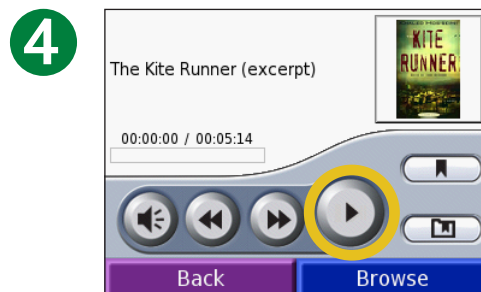 4
KITE
RUNNER
The Kite Runner (excerpt)
00:00:00 / 00:05:14
Back
Browse